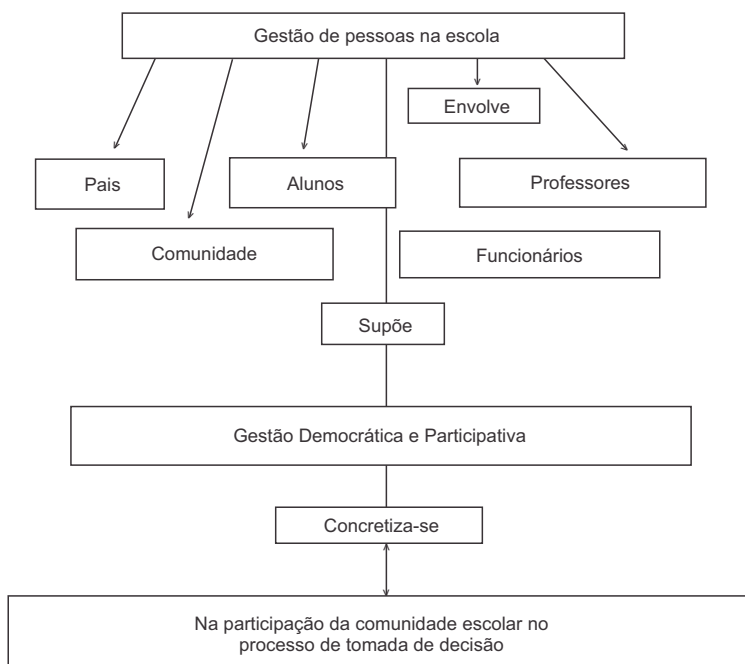 Gestão de pessoas na escola
Envolve
Pais
Alunos
Professores
Comunidade
Funcionários
Supõe
Gestão Democrática e Participativa
Concretiza-se
Na participação da comunidade escolar no
processo de tomada de decisão